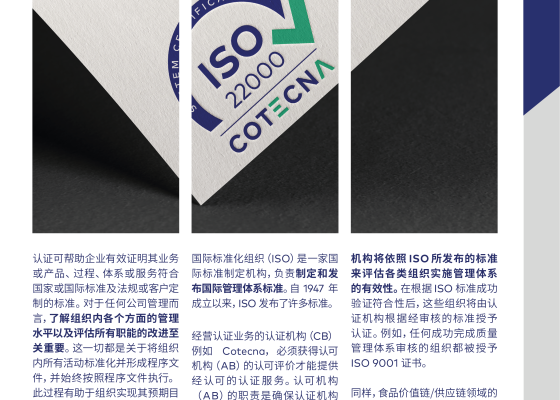 TEM CERTIFICA
S
ISO
22000
COTECNA
认证可帮助企业有效证明其业务
或产品、过程、体系或服务符合
国家或国际标准及法规或客户定
制的标准。对于任何公司管理而
言，了解组织内各个方面的管理
水平以及评估所有职能的改进至
关重要。这一切都是关于将组织
内所有活动标准化并形成程序文
件，并始终按照程序文件执行。
此过程有助于组织实现其预期目
国际标准化组织（ISO）是一家国
际标准制定机构，负责制定和发
布国际管理体系标准。自 1947 年
成立以来，ISO 发布了许多标准。
经营认证业务的认证机构（CB）
例如 Cotecna，必须获得认可
机构（AB）的认可评价才能提供
经认可的认证服务。认可机构
（AB）的职责是确保认证机构
机构将依照 ISO 所发布的标准
来评估各类组织实施管理体系
的有效性。在根据 ISO 标准成功
验证符合性后，这些组织将由认
证机构根据经审核的标准授予
认证。例如，任何成功完成质量
管理体系审核的组织都被授予
ISO 9001 证书。
同样，食品价值链/供应链领域的